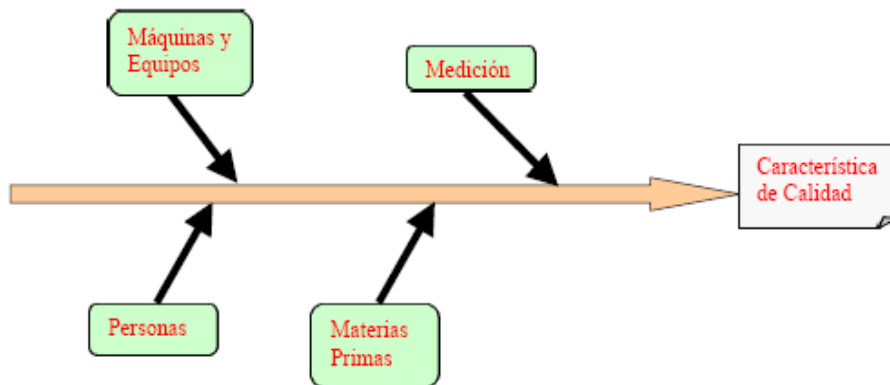 Máquinas y
Equipos
Medición
Característica
de Calidad
Personas
Materias
Primas